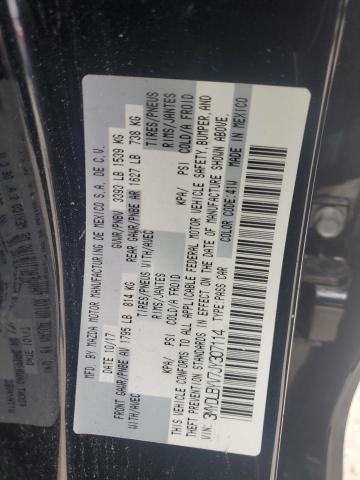 MFD BY MAZDA MOTOR MANUFACTURING DE MEXICO S.A. DE C.V.
DATE 10/17 GVWR/PNBV 3393 LB 1539 KG
FRONT GAWR/PNBE AV 1795 LB 814 KG REAR GAWR/PNBE AR 1627 LB 738 KG
WITH/AVEC TIRES/PNEUS WITH/AVEC TIRES/PNEUS
RIMS/JANTES RIMS/JANTES
KPA/ PSI COLD/A FROID KPA/ PSI COLD/A FROID
THIS VEHICLE CONFORMS TO ALL APPLICABLE FEDERAL MOTOR VEHICLE SAFETY, BUMPER, AND
THEFT PREVENTION STANDARDS IN EFFECT ON THE DATE OF MANUFACTURE SHOWN ABOVE.
VIN: TYPE:PASS CAR COLOR CODE:41W MADE IN MEXICO